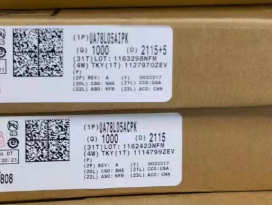 (1P) UA78L05AIPK
(Q) 1000 (D) 2115+5
(31T)LOT: 1163298NFM
(4W) TKY(1T) 1127970ZEV
(P)
(2P) REV: A (V) 0033317
(20L) CSO: SHE (21L) CCO:USA
(22L) ASO: NFM (23L) ACO: CHN
(1P)UA78L05ACPK
(Q) 1000 (D) 2115
(31T)LOT: 1162423NFM
(4W) TKY(1T) 1114799ZEV
(P)
(2P) REV: A (V) 0033317
(20L) CSO: SHE (21L) CCO:USA
(22L) ASO: NFM (23L) ACO: CHN
808